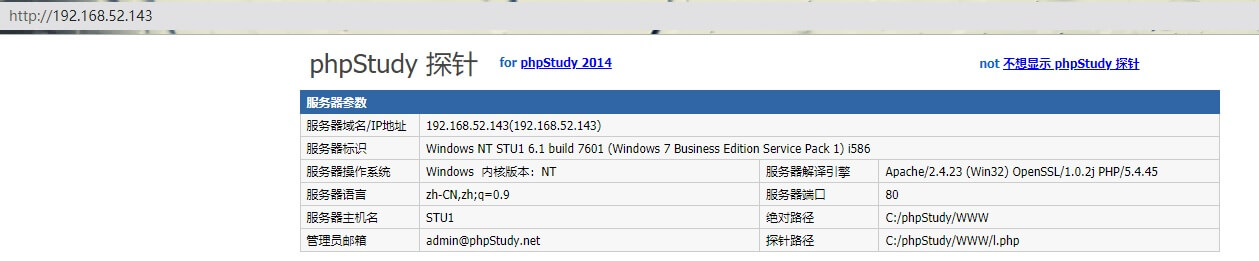 http://192.168.52.143
phpStudy 探针 for phpStudy 2014 not 不想显示 phpStudy 探针
服务器参数
服务器域名/IP地址 192.168.52.143(192.168.52.143)
服务器标识 Windows NT STU1 6.1 build 7601 (Windows 7 Business Edition Service Pack 1) i586
服务器操作系统 Windows 内核版本：NT 服务器解译引擎 Apache/2.4.23 (Win32) OpenSSL/1.0.2j PHP/5.4.45
服务器语言 zh-CN,zh;q=0.9 服务器端口 80
服务器主机名 STU1 绝对路径 C:/phpStudy/WWW
管理员邮箱 admin@phpStudy.net 探针路径 C:/phpStudy/WWW/l.php